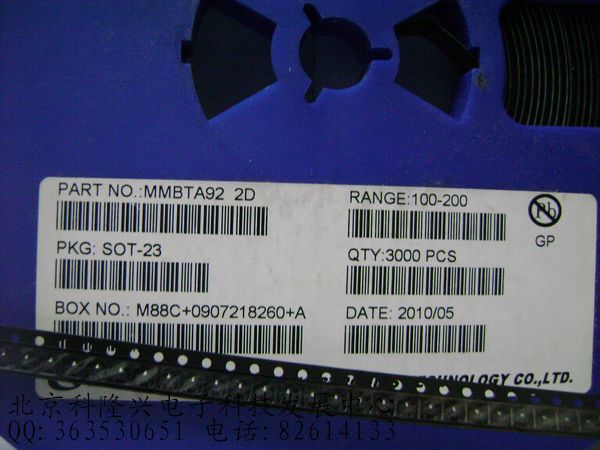 PART NO.:MMBTA92 2D
RANGE:100-200
Pb
GP
PKG: SOT-23
QTY:3000 PCS
BOX NO.: M88C+0907218260+A
DATE: 2010/05
CO.,LTD.
北京科隆兴电子科技发展中心
QQ:363530651 电话:82614133